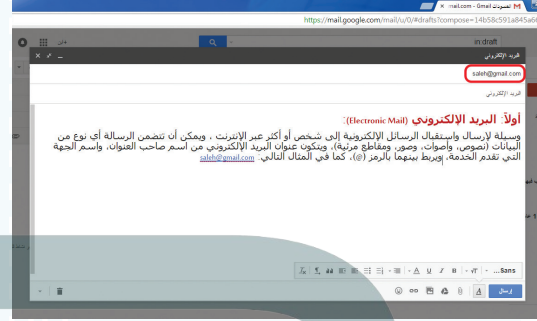 mel.com - Gmail المسودات
https://mail.google.com/mail/u/0/#drafts?compose=14b58c591a845a6
in:draft
البريد الإلكتروني
saleh@gmail.com
البريد الإلكتروني
أولاً: البريد الإلكتروني (Electronic Mail):
وسيلة لإرسال واستقبال الرسائل الإلكترونية إلى شخص أو أكثر عبر الإنترنت ، ويمكن أن تتضمن الرسالة أي نوع من
البيانات (نصوص، وأصوات، وصور، ومقاطع مرئية)، ويتكون عنوان البريد الإلكتروني من اسم صاحب العنوان، واسم الجهة
التي تقدم الخدمة، ويربط بينهما بالرمز (@)، كما في المثال التالي: saleh@gmail.com
Sans...
إرسال